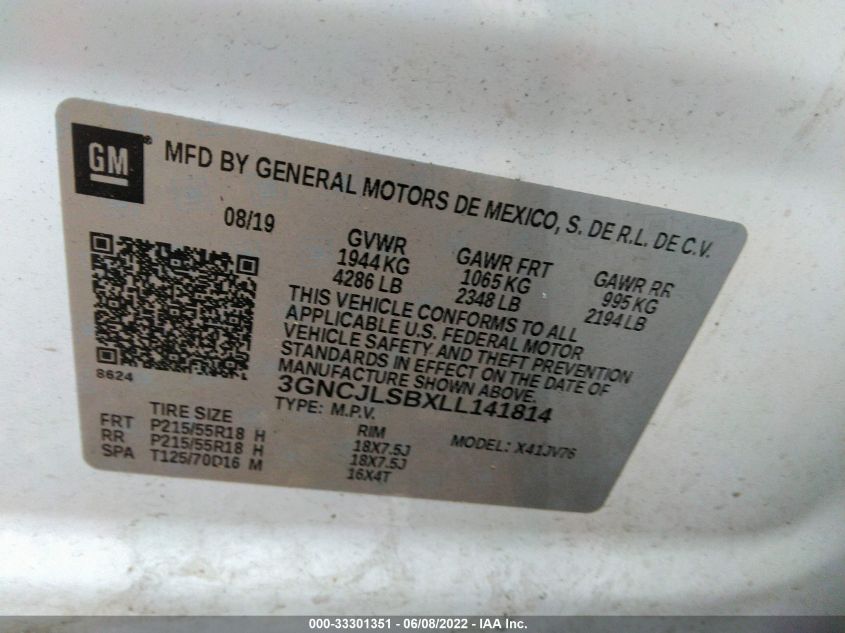 GM ® MFD BY GENERAL MOTORS DE MEXICO, S. DE R.L. DE C.V.
08/19
GVWR GAWR FRT GAWR RR
1944 KG 1065 KG 995 KG
4286 LB 2348 LB 2194 LB
THIS VEHICLE CONFORMS TO ALL
APPLICABLE U.S. FEDERAL MOTOR
VEHICLE SAFETY AND THEFT PREVENTION
STANDARDS IN EFFECT ON THE DATE OF
MANUFACTURE SHOWN ABOVE.
8624
3GNCJLSBXLL141814
TYPE: M.P.V. MODEL: X41JV76
TIRE SIZE RIM
FRT P215/55R18 H 18X7.5J
RR P215/55R18 H 18X7.5J
SPA T125/70D16 M 16X4T
000-33301351 - 06/08/2022 - IAA Inc.